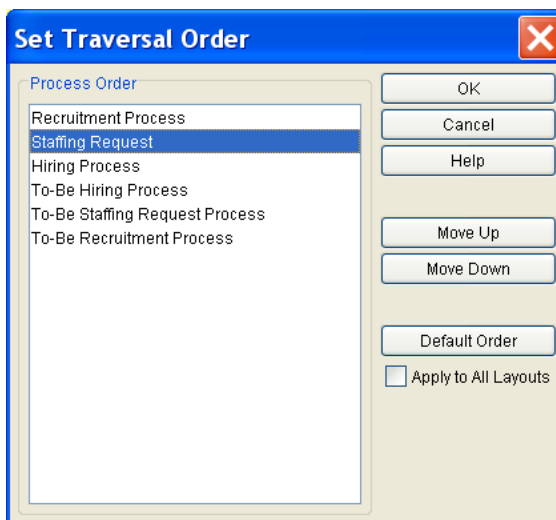 Set Traversal Order
Process Order
Recruitment Process
Staffing Request
Hiring Process
To-Be Hiring Process
To-Be Staffing Request Process
To-Be Recruitment Process
OK
Cancel
Help
Move Up
Move Down
Default Order
Apply to All Layouts